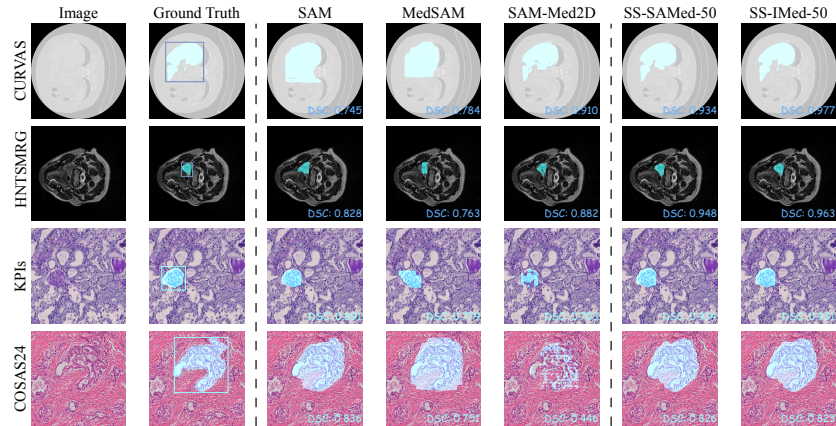 Image Ground Truth SAM MedSAM SAM-Med2D SS-SAMed-50 SS-IMed-50
CURVAS
DSC: 0.745 DSC: 0.784 DSC: 0.910 DSC: 0.934 DSC: 0.977
HNTSMRG
DSC: 0.828 DSC: 0.763 DSC: 0.882 DSC: 0.948 DSC: 0.963
KPIs
COSAS24
DSC: 0.836 DSC: 0.751 DSC: 0.446 DSC: 0.826 DSC: 0.823